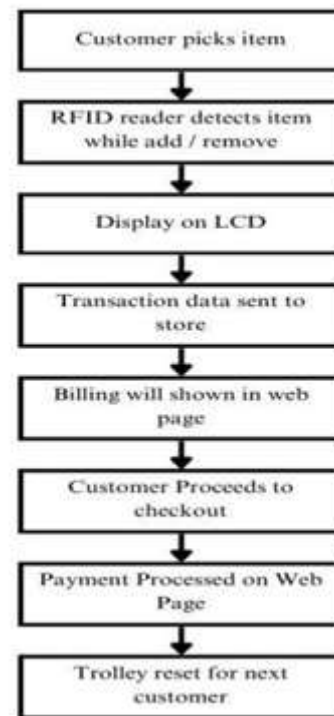 Customer picks item
RFID reader detects item
while add / remove
Display on LCD
Transaction data sent to
store
Billing will shown in web
page
Customer Proceeds to
checkout
Payment Processed on Web
Page
Trolley reset for next
customer